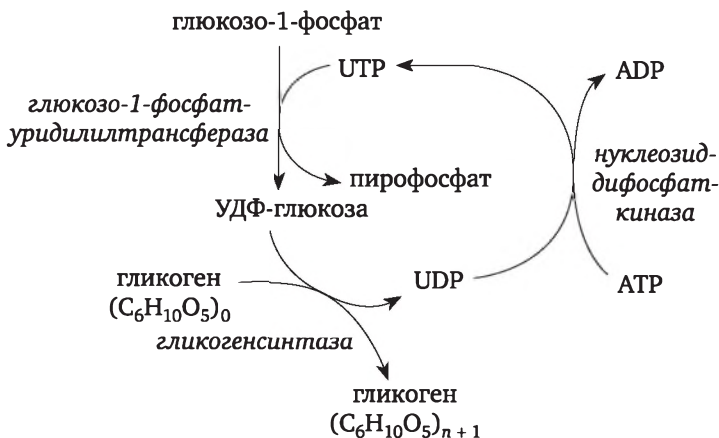 глюкозо-1-фосфат
UTP
ADP
глюкозо-1-фосфат-
уридилилтрансфераза
нуклеозид-
дифосфат-
киназа
пирофосфат
УДФ-глюкоза
гликоген
(C₆H₁₀O₅)₀
UDP
ATP
гликогенсинтаза
гликоген
(C₆H₁₀O₅)ₙ ₊ ₁